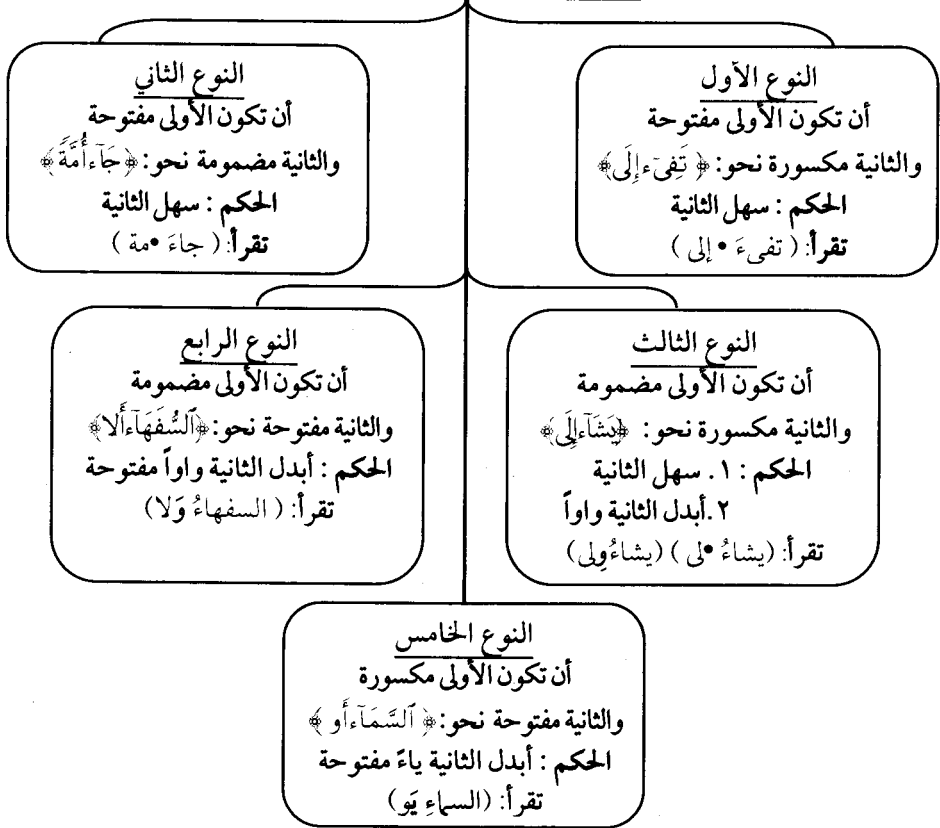 النوع الأول
أن تكون الأولى مفتوحة
والثانية مكسورة نحو: ﴿ تَفِىٓءَ إِلَى ﴾
الحكم : سهل الثانية
تقرأ: ( تفىءَ • إلى )
النوع الثاني
أن تكون الأولى مفتوحة
والثانية مضمومة نحو: ﴿ جَآءَ أُمَّةً ﴾
الحكم : سهل الثانية
تقرأ: ( جاءَ •مة )
النوع الثالث
أن تكون الأولى مضمومة
والثانية مكسورة نحو: ﴿يَشَآءُ إِلَى﴾
الحكم : ١. سهل الثانية
٢.أبدل الثانية واواً
تقرأ: (يشاءُ •لى ) (يشاءُ وِلى)
النوع الرابع
أن تكون الأولى مضمومة
والثانية مفتوحة نحو: ﴿ٱلسُّفَهَآءُ أَلا﴾
الحكم : أبدل الثانية واواً مفتوحة
تقرأ: ( السفهاءُ وَلا)
النوع الخامس
أن تكون الأولى مكسورة
والثانية مفتوحة نحو: ﴿ ٱلسَّمَآءِ أَو ﴾
الحكم : أبدل الثانية ياءً مفتوحة
تقرأ: (السماءِ يَو)